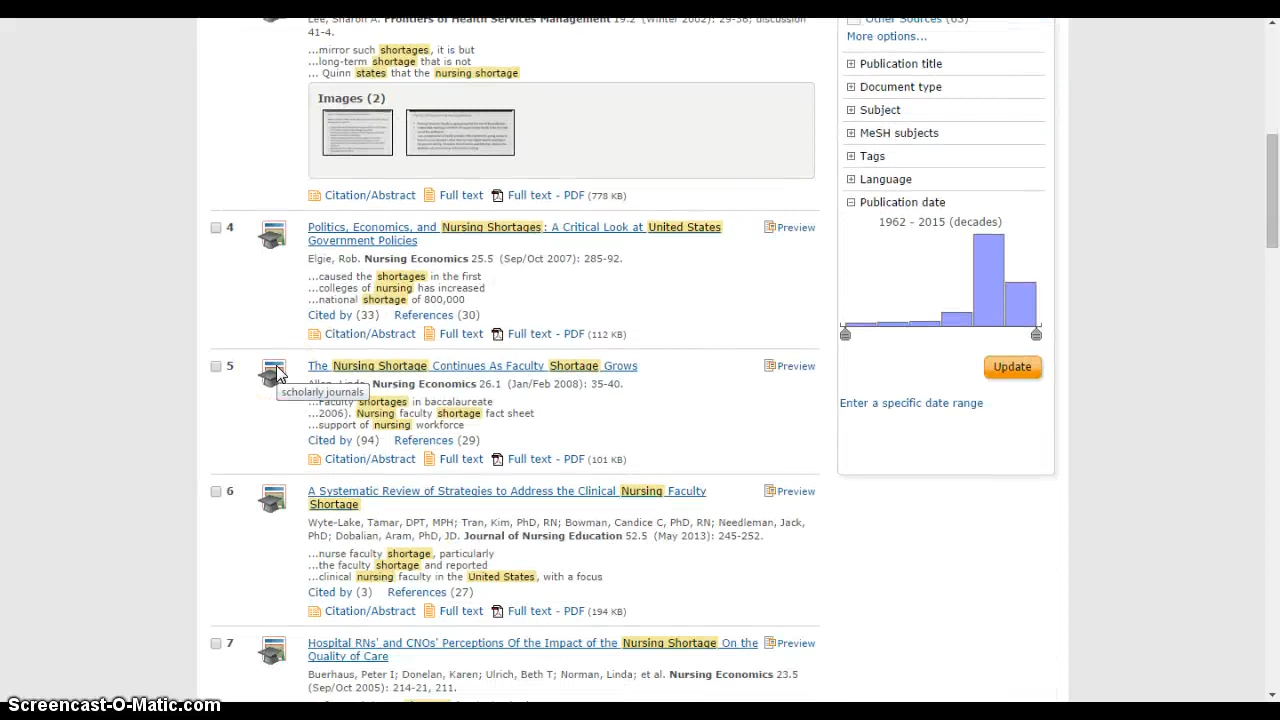 Lee, Sharon A. Frontiers of Health Services Management 19.2 (Winter 2002): 29-36; discussion
41-4.
...mirror such shortages, it is but
...long-term shortage that is not
... Quinn states that the nursing shortage
Images (2)
Citation/Abstract Full text Full text - PDF (778 KB)
4 Politics, Economics, and Nursing Shortages: A Critical Look at United States Preview
Government Policies
Elgie, Rob. Nursing Economics 25.5 (Sep/Oct 2007): 285-92.
...caused the shortages in the first
...colleges of nursing has increased
...national shortage of 800,000
Cited by (33) References (30)
Citation/Abstract Full text Full text - PDF (112 KB)
5 The Nursing Shortage Continues As Faculty Shortage Grows Preview
Allen, Linda. Nursing Economics 26.1 (Jan/Feb 2008): 35-40.
scholarly journals
...Faculty shortages in baccalaureate
...2006). Nursing faculty shortage fact sheet
...support of nursing workforce
Cited by (94) References (29)
Citation/Abstract Full text Full text - PDF (101 KB)
6 A Systematic Review of Strategies to Address the Clinical Nursing Faculty Preview
Shortage
Wyte-Lake, Tamar, DPT, MPH; Tran, Kim, PhD, RN; Bowman, Candice C, PhD, RN; Needleman, Jack,
PhD; Dobalian, Aram, PhD, JD. Journal of Nursing Education 52.5 (May 2013): 245-252.
...nurse faculty shortage, particularly
...the faculty shortage and reported
...clinical nursing faculty in the United States, with a focus
Cited by (3) References (27)
Citation/Abstract Full text Full text - PDF (194 KB)
7 Hospital RNs' and CNOs' Perceptions Of the Impact of the Nursing Shortage On the Preview
Quality of Care
Buerhaus, Peter I; Donelan, Karen; Ulrich, Beth T; Norman, Linda; et al. Nursing Economics 23.5
(Sep/Oct 2005): 214-21, 211.
Other Sources (63)
More options...
Publication title
Document type
Subject
MeSH subjects
Tags
Language
Publication date
1962 - 2015 (decades)
Update
Enter a specific date range
Screencast-O-Matic.com